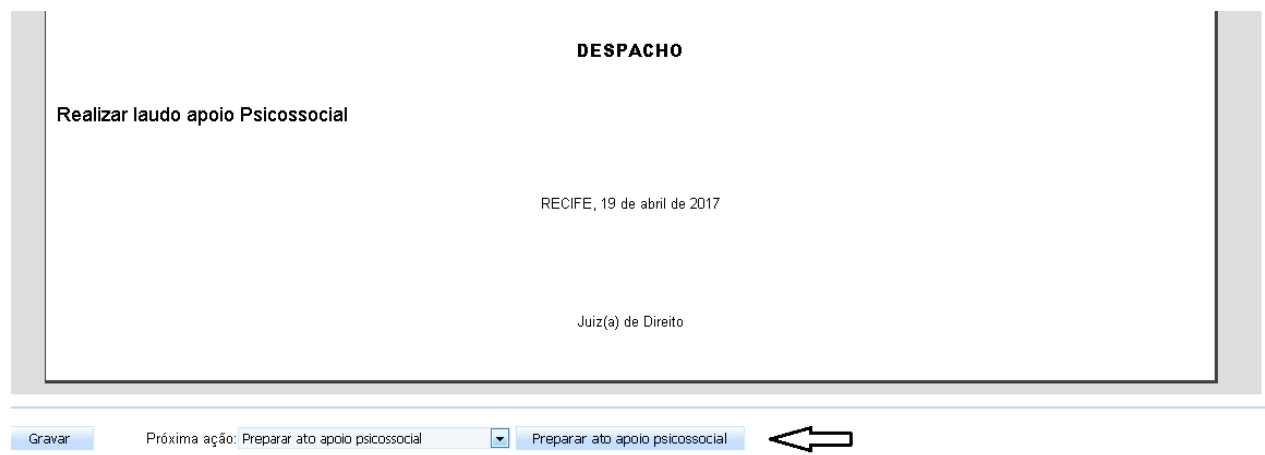 DESPACHO
Realizar laudo apoio Psicossocial
RECIFE, 19 de abril de 2017
Juiz(a) de Direito
Gravar Próxima ação: Preparar ato apoio psicossocial Preparar ato apoio psicossocial